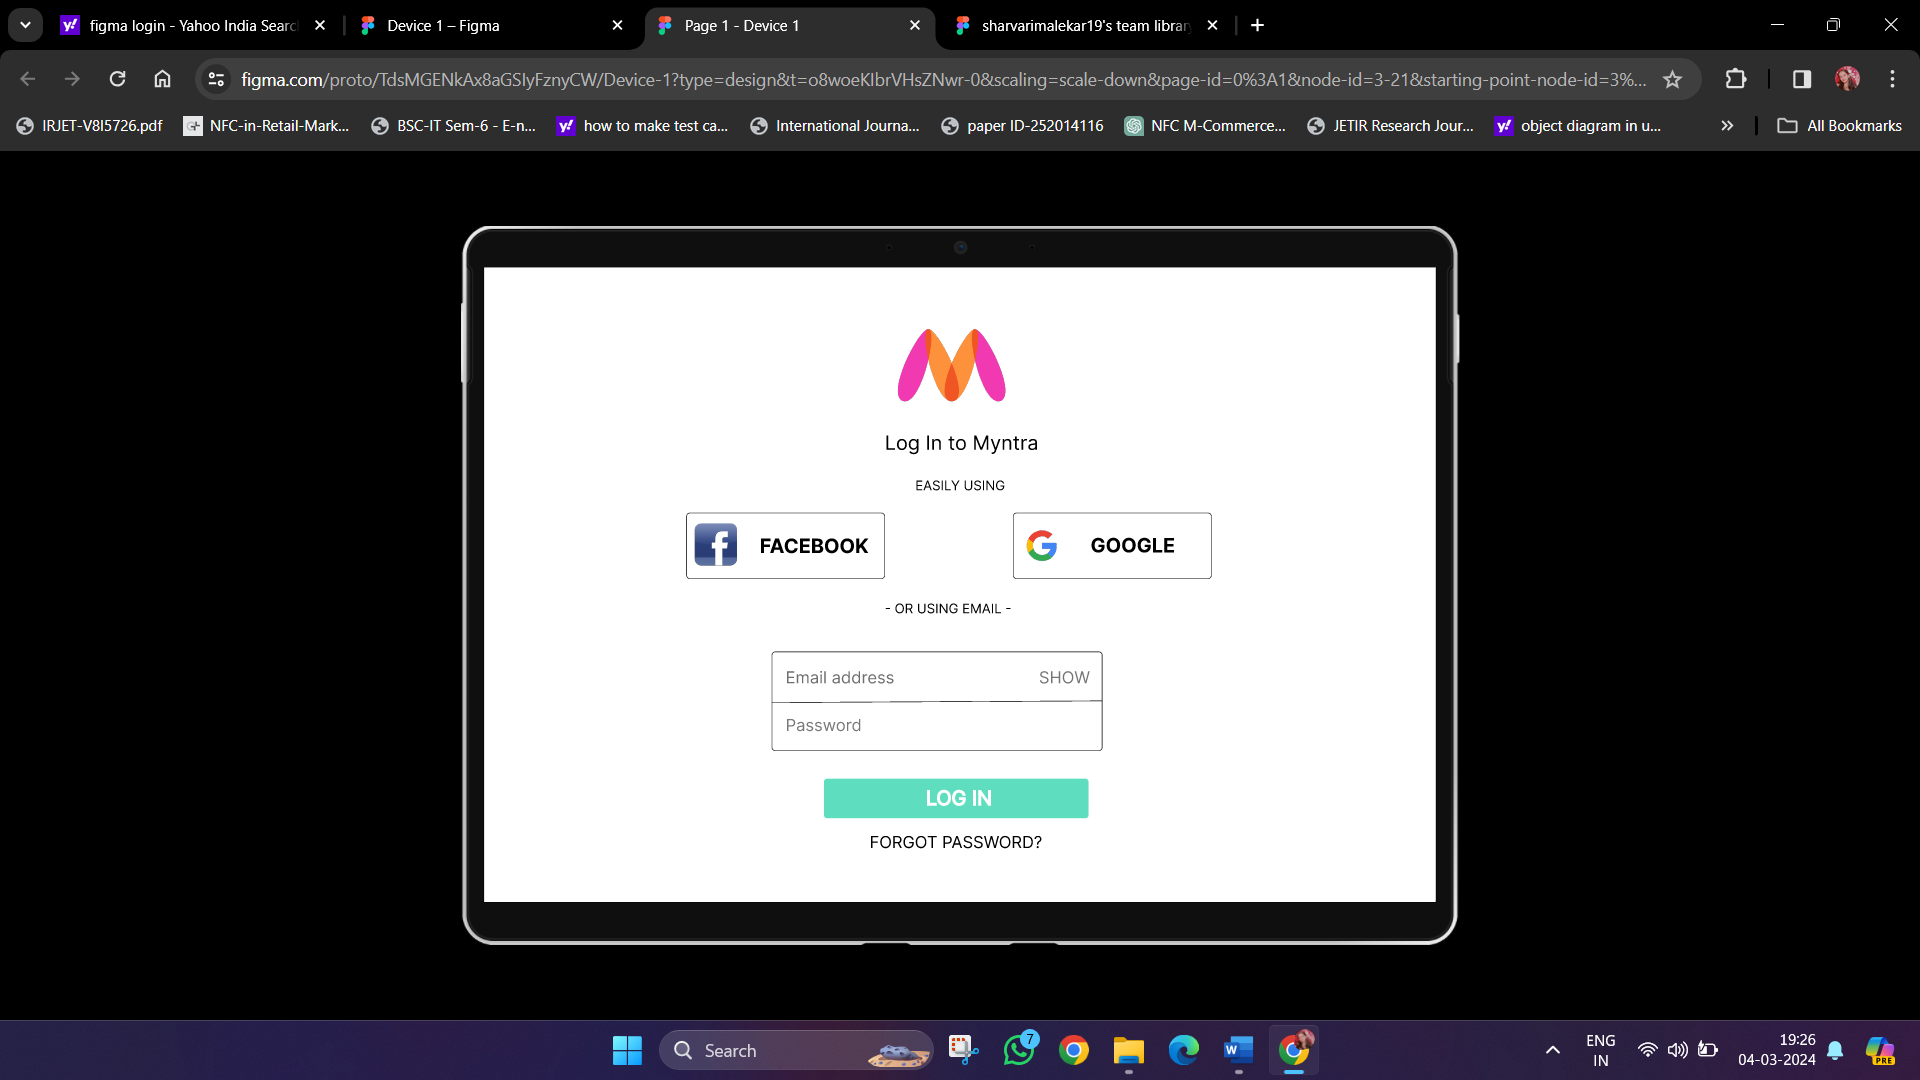 figma login - Yahoo India Searc
Device 1 – Figma
Page 1 - Device 1
sharvarimalekar19's team librar
figma.com/proto/TdsMGENkAx8aGSlyFznyCW/Device-1?type=design&t=o8woeKIbrVHsZNwr-0&scaling=scale-down&page-id=0%3A1&node-id=3-21&starting-point-node-id=3%...
IRJET-V8I5726.pdf
NFC-in-Retail-Mark...
BSC-IT Sem-6 - E-n...
how to make test ca...
International Journa...
paper ID-252014116
NFC M-Commerce...
JETIR Research Jour...
object diagram in u...
All Bookmarks
Log In to Myntra
EASILY USING
FACEBOOK
GOOGLE
- OR USING EMAIL -
Email address SHOW
Password
LOG IN
FORGOT PASSWORD?
Search
7
W
ENG
IN
19:26
04-03-2024
PRE